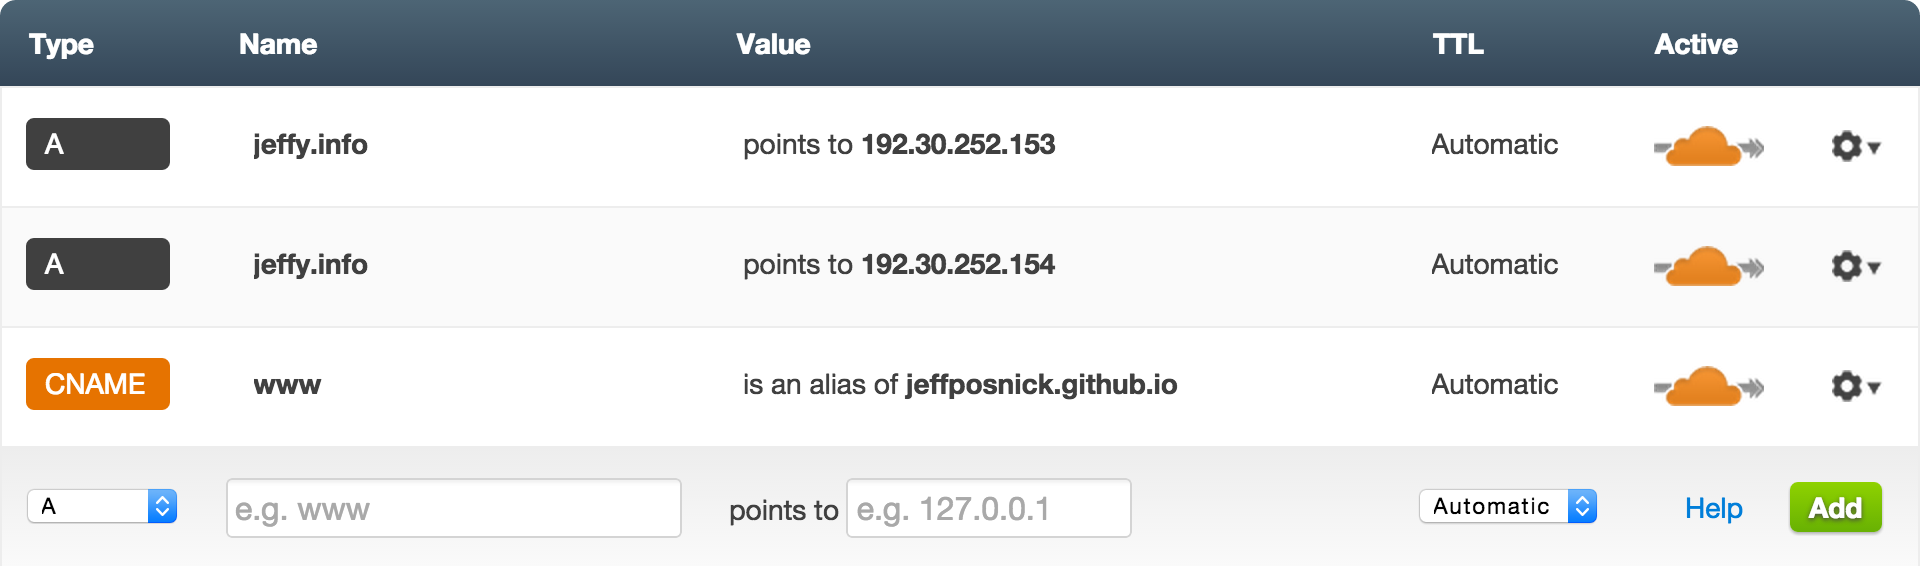 Type Name Value TTL Active
A jeffy.info points to 192.30.252.153 Automatic
A jeffy.info points to 192.30.252.154 Automatic
CNAME www is an alias of jeffposnick.github.io Automatic
A e.g. www points to e.g. 127.0.0.1 Automatic Help Add